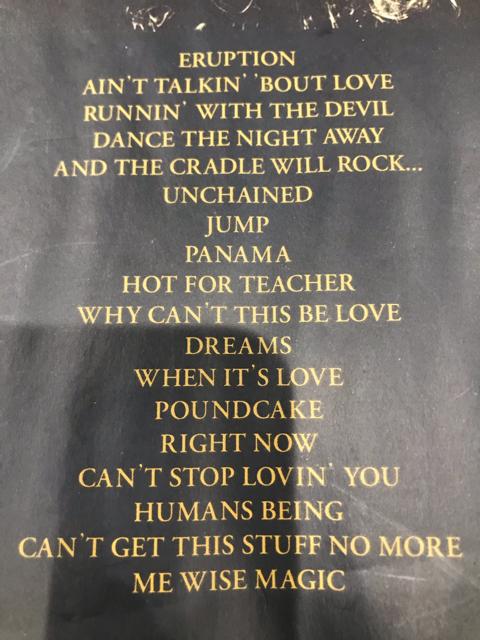 ERUPTION
AIN'T TALKIN' 'BOUT LOVE
RUNNIN' WITH THE DEVIL
DANCE THE NIGHT AWAY
AND THE CRADLE WILL ROCK...
UNCHAINED
JUMP
PANAMA
HOT FOR TEACHER
WHY CAN'T THIS BE LOVE
DREAMS
WHEN IT'S LOVE
POUNDCAKE
RIGHT NOW
CAN'T STOP LOVIN' YOU
HUMANS BEING
CAN'T GET THIS STUFF NO MORE
ME WISE MAGIC